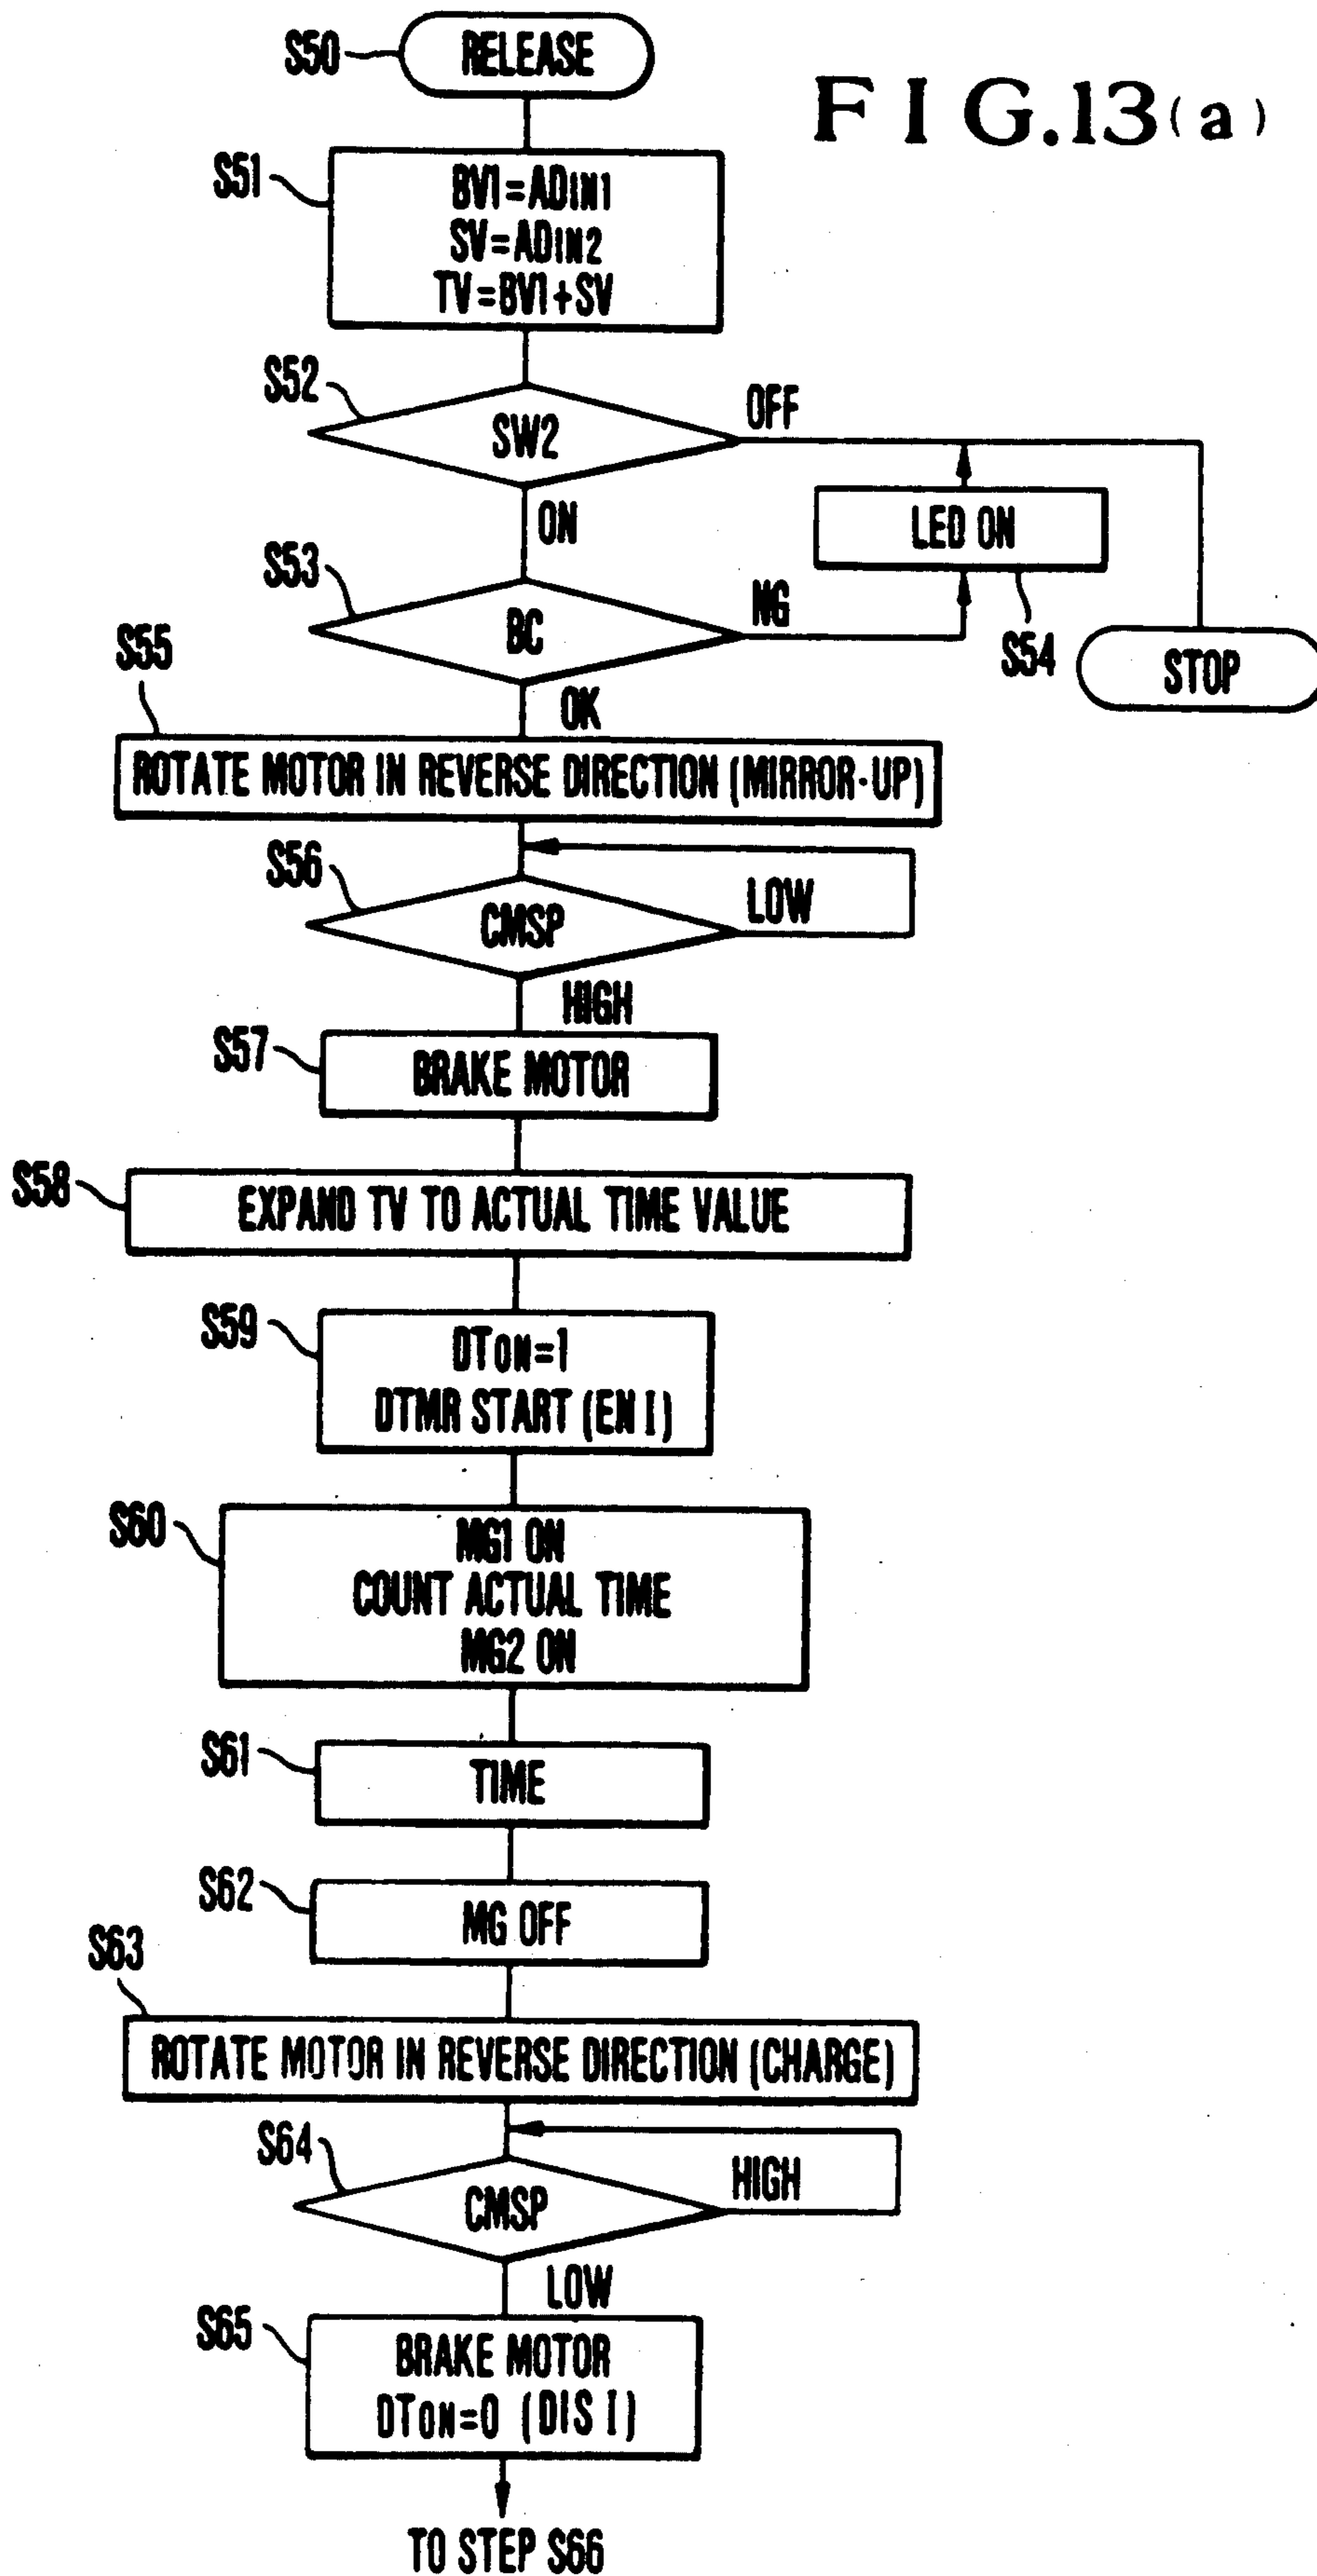 FIG.13(a)
S50
RELEASE
S51
BV1=ADIN1
SV=ADIN2
TV=BV1+SV
S52
SW2
OFF
ON
LED ON
S54
STOP
S53
BC
NG
OK
S55
ROTATE MOTOR IN REVERSE DIRECTION (MIRROR-UP)
S56
CMSP
LOW
HIGH
S57
BRAKE MOTOR
S58
EXPAND TV TO ACTUAL TIME VALUE
S59
DTON=1
DTMR START (EN I)
S60
MG1 ON
COUNT ACTUAL TIME
MG2 ON
S61
TIME
S62
MG OFF
S63
ROTATE MOTOR IN REVERSE DIRECTION (CHARGE)
S64
CMSP
HIGH
LOW
S65
BRAKE MOTOR
DTON=0 (DIS I)
TO STEP S66